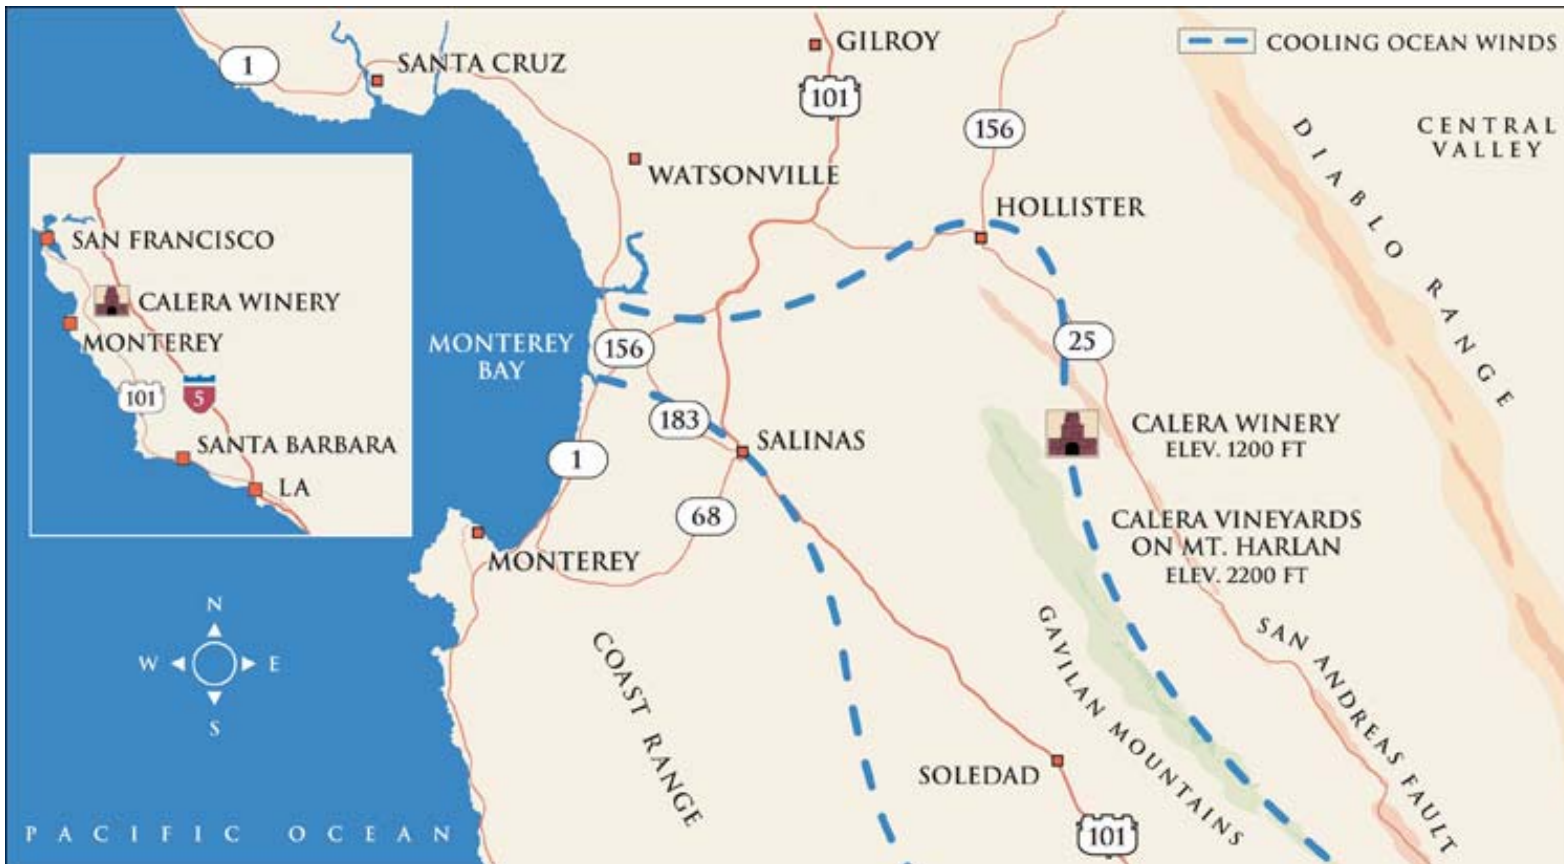 1
SANTA CRUZ
GILROY
COOLING OCEAN WINDS
101
156
CENTRAL
VALLEY
WATSONVILLE
DIABLO RANGE
HOLLISTER
SAN FRANCISCO
CALERA WINERY
MONTEREY
101
5
SANTA BARBARA
LA
MONTEREY
BAY
156
25
183
SALINAS
CALERA WINERY
ELEV. 1200 FT
1
68
CALERA VINEYARDS
ON MT. HARLAN
ELEV. 2200 FT
MONTEREY
N
W
E
S
COAST RANGE
GAVILAN MOUNTAINS
SAN ANDREAS FAULT
SOLEDAD
101
PACIFIC OCEAN